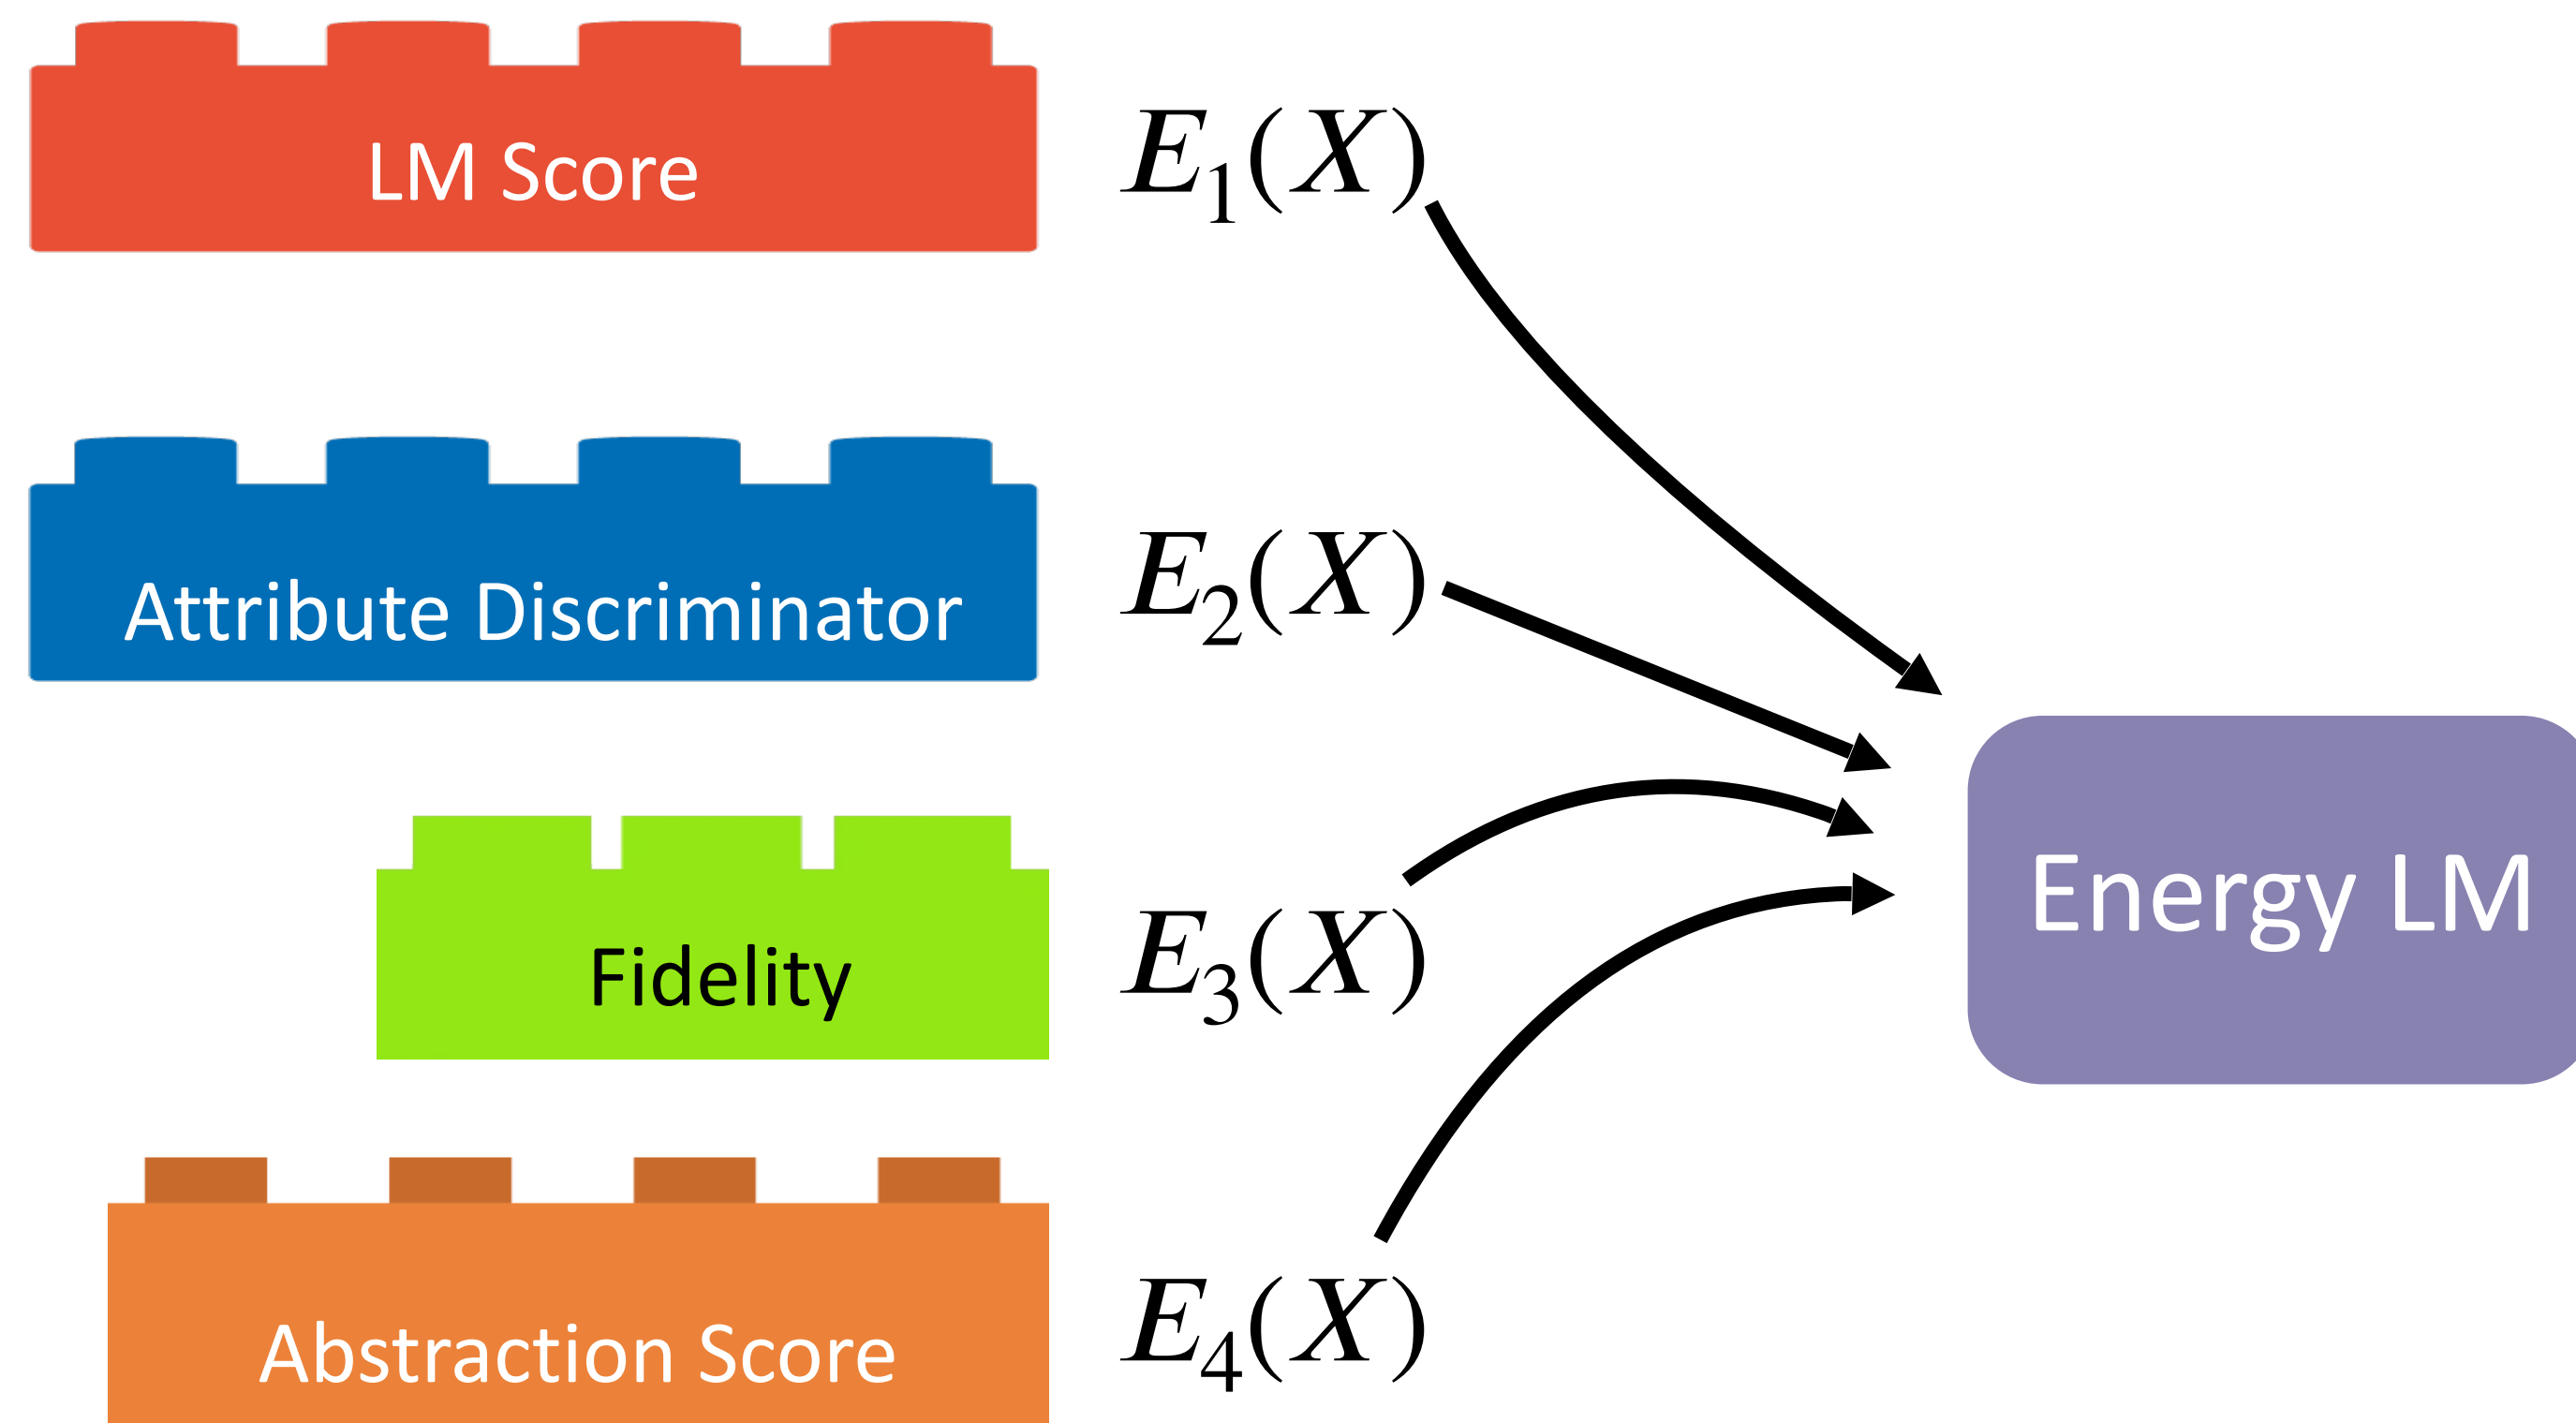 LM Score
E₁(X)
Attribute Discriminator
E₂(X)
Fidelity
E₃(X)
Energy LM
Abstraction Score
E₄(X)